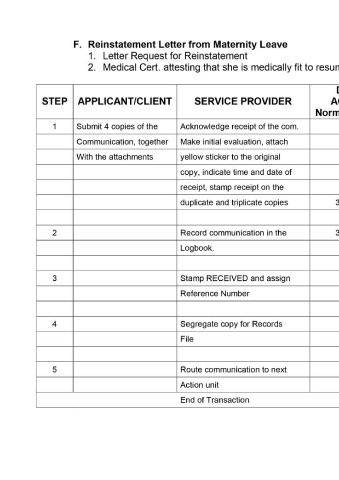 F. Reinstatement Letter from Maternity Leave
1. Letter Request for Reinstatement
2. Medical Cert. attesting that she is medically fit to
STEP APPLICANT/CLIENT SERVICE PROVIDER
1 Submit 4 copies of the Acknowledge receipt of the com.
Communication, together Make initial evaluation, attach
With the attachments yellow sticker to the original
copy, indicate time and date of
receipt, stamp receipt on the
duplicate and triplicate copies 3
2 Record communication in the 3
Logbook.
3 Stamp RECEIVED and assign
Reference Number
4 Segregate copy for Records
File
5 Route communication to next
Action unit
End of Transaction